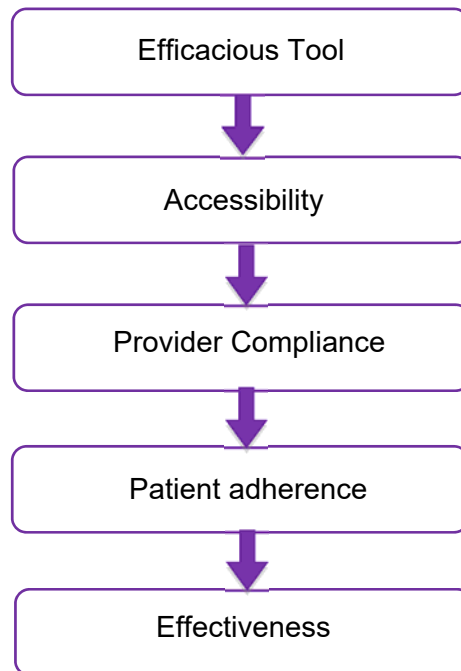 Efficacious Tool
Accessibility
Provider Compliance
Patient adherence
Effectiveness